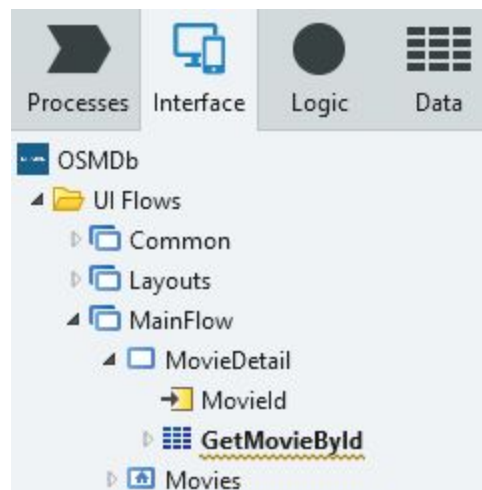 Processes Interface Logic Data
OSMDb
UI Flows
Common
Layouts
MainFlow
MovieDetail
MovieId
GetMovieById
Movies